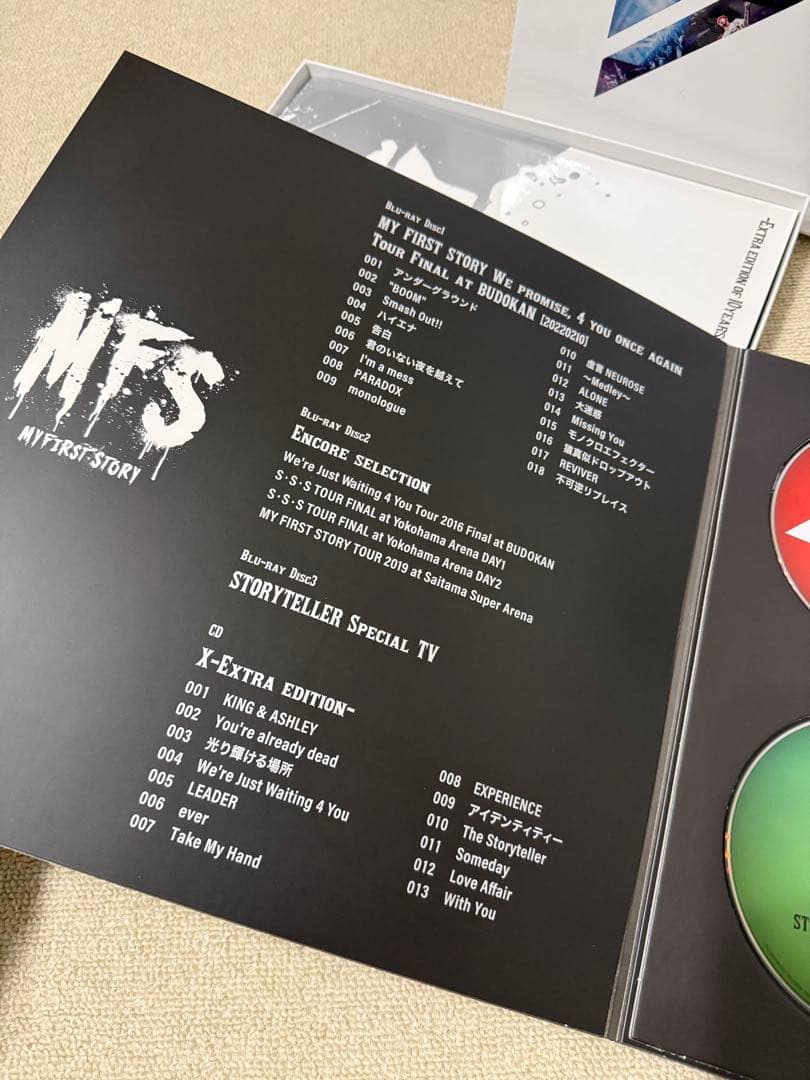 MFS
MY FIRST STORY
Blu-ray Disc1
MY FIRST STORY We promise, 4 you once again
Tour Final at BUDOKAN [20220210]
001 アンダーグラウンド
002 "BOOM"
003 Smash Out!!
004 ハイエナ
005 告白
006 君のいない夜を越えて
007 I'm a mess
008 PARADOX
009 monologue
010 虚言 NEUROSE
011 〜Medley〜
012 ALONE
013 大迷惑
014 Missing You
015 モノクロエフェクター
016 猿真似ドロップアウト
017 REVIVER
018 不可逆リプレイス
Blu-ray Disc2
Encore selection
We're Just Waiting 4 You Tour 2016 Final at BUDOKAN
S・S・S TOUR FINAL at Yokohama Arena DAY1
S・S・S TOUR FINAL at Yokohama Arena DAY2
MY FIRST STORY TOUR 2019 at Saitama Super Arena
Blu-ray Disc3
STORYTELLER Special TV
CD
X-Extra edition-
001 KING & ASHLEY
002 You're already dead
003 光り輝ける場所
004 We're Just Waiting 4 You
005 LEADER
006 ever
007 Take My Hand
008 EXPERIENCE
009 アイデンティティー
010 The Storyteller
011 Someday
012 Love Affair
013 With You
-Extra edition of 10years
ST